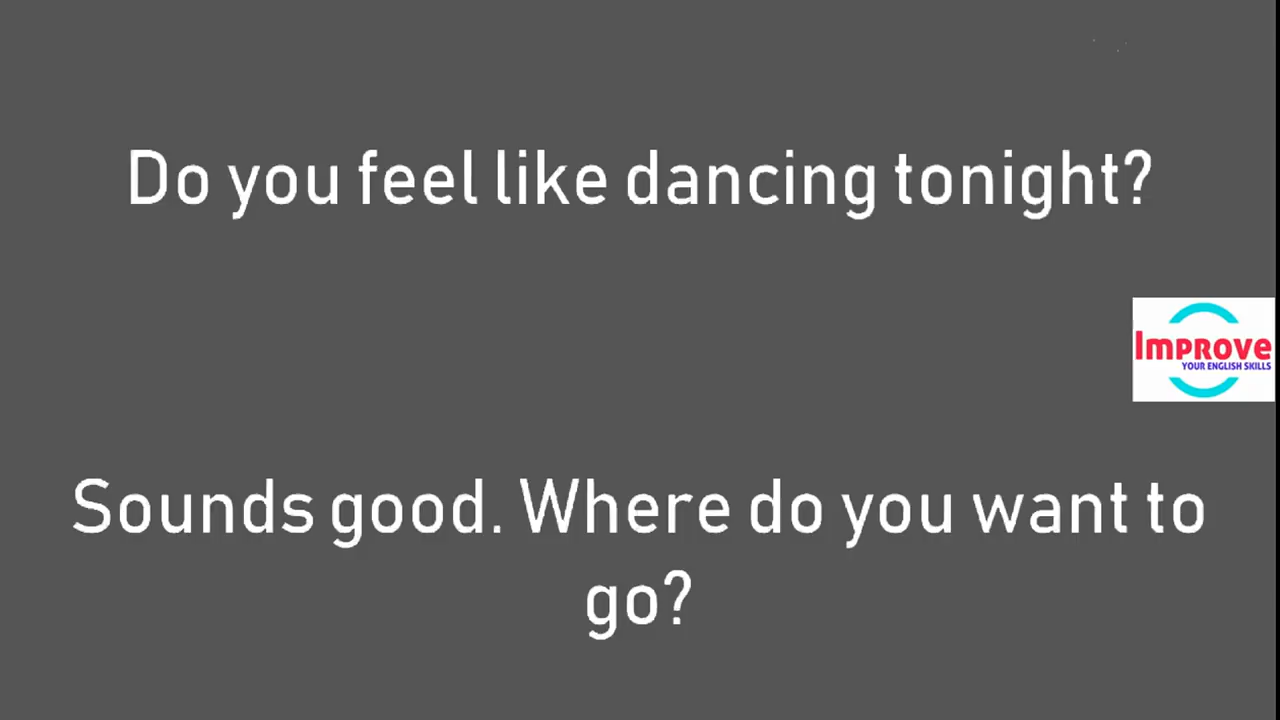 Do you feel like dancing tonight?
Improve
YOUR ENGLISH SKILLS
Sounds good. Where do you want to
go?